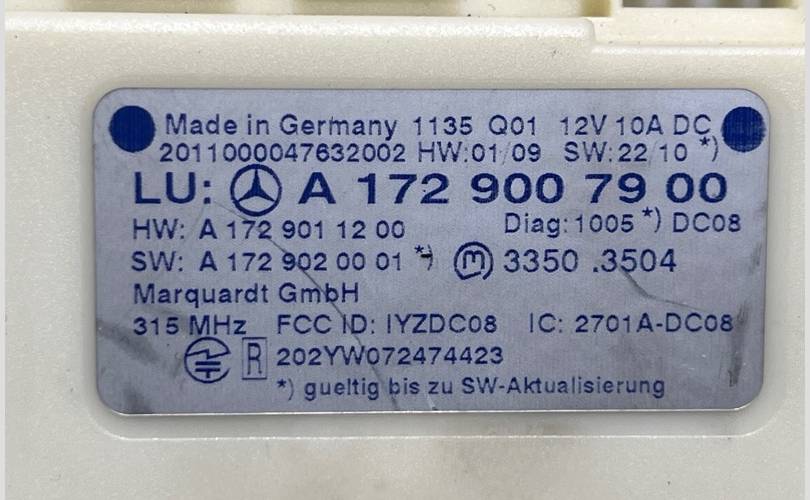 Made in Germany 1135 Q01 12V 10A DC
2011000047632002 HW:01/09 SW:22/10 *)
LU: A 172 900 79 00
HW: A 172 901 12 00 Diag: 1005 *) DC08
SW: A 172 902 00 01 *) m 3350 .3504
Marquardt GmbH
315 MHz FCC ID: IYZDC08 IC: 2701A-DC08
R 202YW072474423
*) gueltig bis zu SW-Aktualisierung